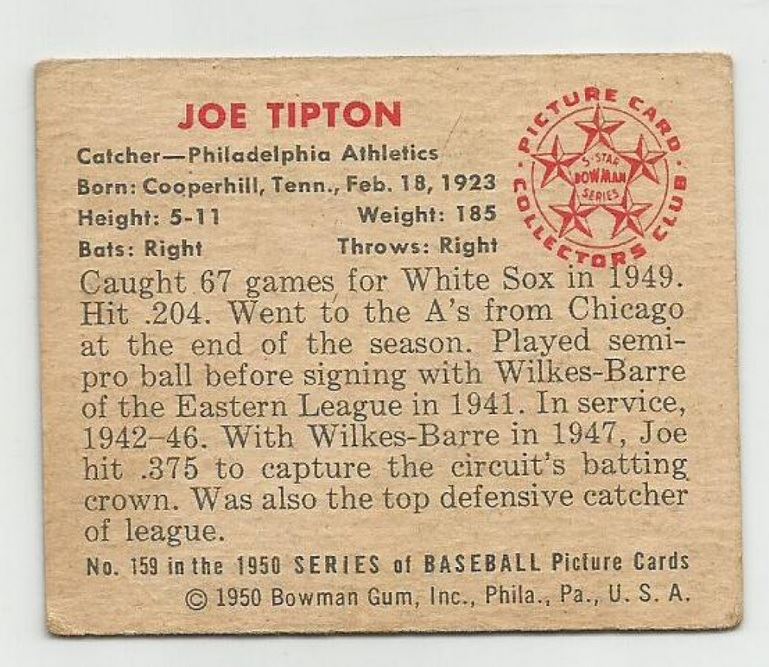 JOE TIPTON
Catcher—Philadelphia Athletics
Born: Cooperhill, Tenn., Feb. 18, 1923
Height: 5-11 Weight: 185
Bats: Right Throws: Right
PICTURE CARD
COLLECTORS CLUB
5-STAR
BOWMAN
SERIES
Caught 67 games for White Sox in 1949.
Hit .204. Went to the A's from Chicago
at the end of the season. Played semi-
pro ball before signing with Wilkes-Barre
of the Eastern League in 1941. In service,
1942–46. With Wilkes-Barre in 1947, Joe
hit .375 to capture the circuit's batting
crown. Was also the top defensive catcher
of league.
No. 159 in the 1950 SERIES of BASEBALL Picture Cards
© 1950 Bowman Gum, Inc., Phila., Pa., U. S. A.